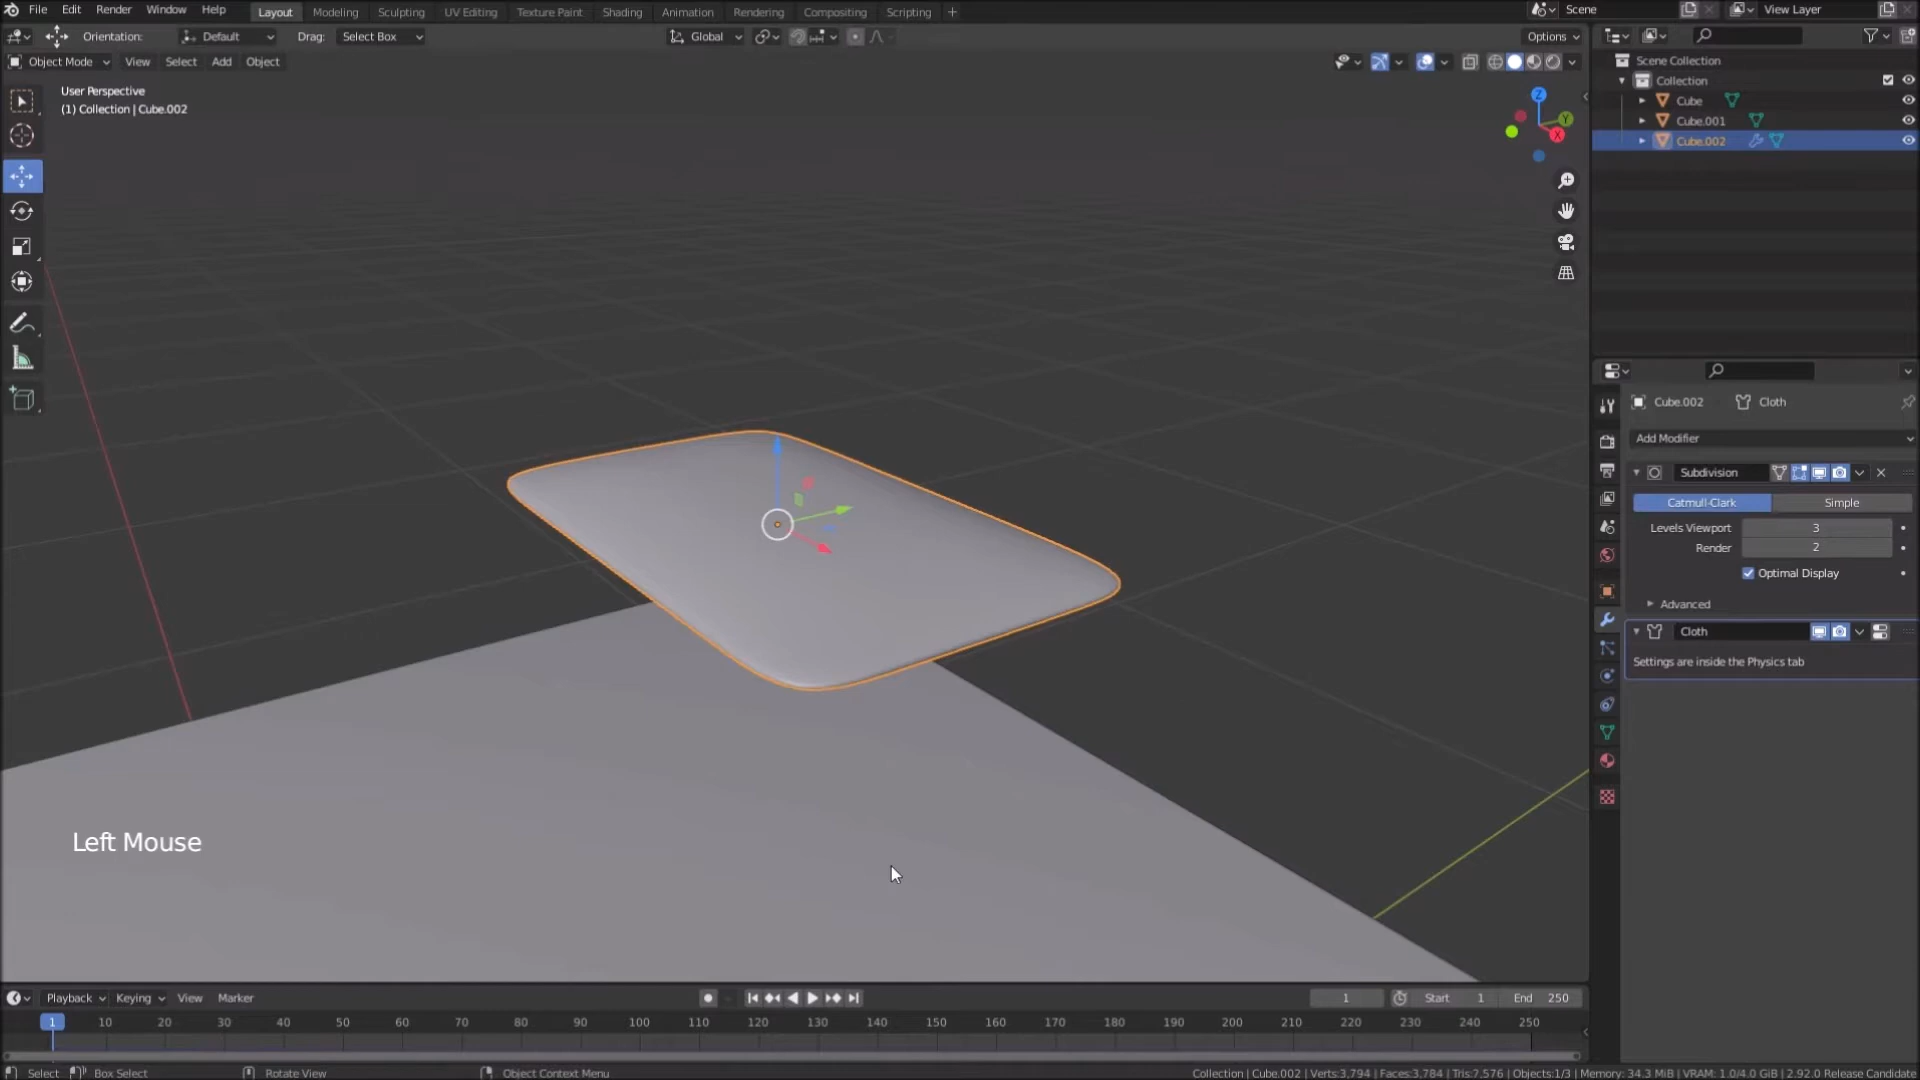 File Edit Render Window Help Layout Modeling Sculpting UV Editing Texture Paint Shading Animation Rendering Compositing Scripting Scene View Layer
Orientation: Default Drag: Select Box Global Options
Object Mode View Select Add Object
User Perspective
(1) Collection | Cube.002
Z
Y
X
Scene Collection
Collection
Cube
Cube.001
Cube.002
Cube.002 Cloth
Add Modifier
Subdivision
Catmull-Clark Simple
Levels Viewport 3
Render 2
Optimal Display
Advanced
Cloth
Settings are inside the Physics tab
Left Mouse
Playback Keying View Marker 1 Start 1 End 250
1 10 20 30 40 50 60 70 80 90 100 110 120 130 140 150 160 170 180 190 200 210 220 230 240 250
Select Box Select Rotate View Object Context Menu Collection | Cube.002 | Verts:3,794 | Faces:3,784 | Tris:7,576 | Objects:1/3 | Memory: 34.3 MiB | VRAM: 1.0/4.0 GiB | 2.92.0 Release Candidate